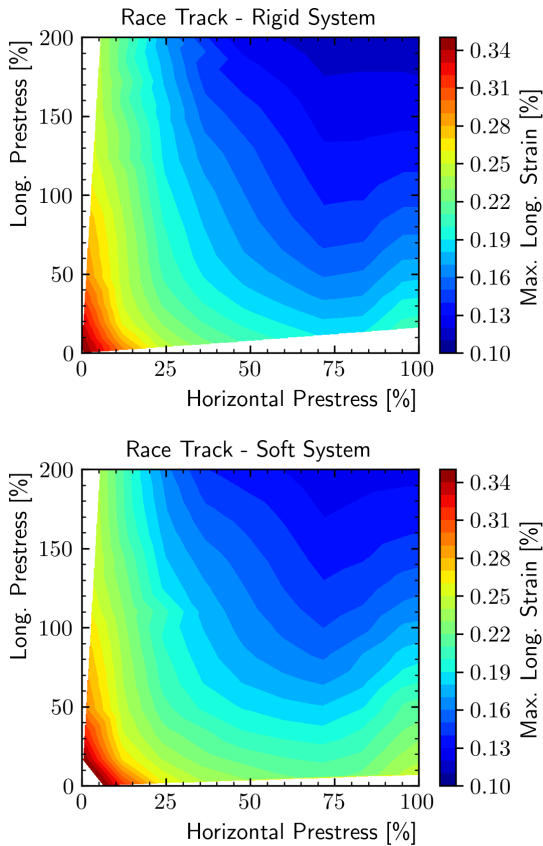 Race Track - Rigid System
200
150
100
50
0
Long. Prestress [%]
0 25 50 75 100
Horizontal Prestress [%]
0.34
0.31
0.28
0.25
0.22
0.19
0.16
0.13
0.10
Max. Long. Strain [%]
Race Track - Soft System
200
150
100
50
0
Long. Prestress [%]
0 25 50 75 100
Horizontal Prestress [%]
0.34
0.31
0.28
0.25
0.22
0.19
0.16
0.13
0.10
Max. Long. Strain [%]